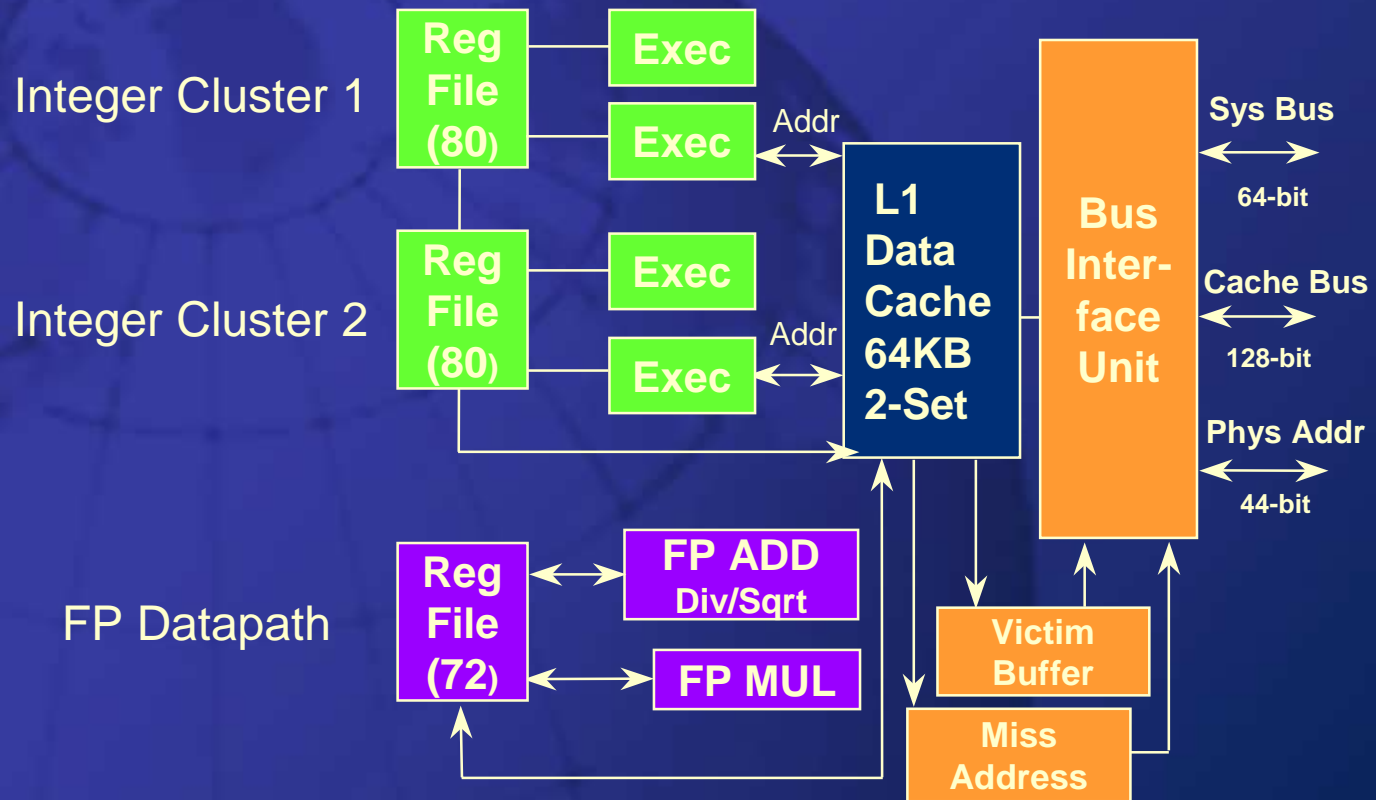 Integer Cluster 1
Reg
File
(80)
Exec
Exec
Addr
Integer Cluster 2
Reg
File
(80)
Exec
Exec
Addr
L1
Data
Cache
64KB
2-Set
Bus
Inter-
face
Unit
Sys Bus
64-bit
Cache Bus
128-bit
Phys Addr
44-bit
FP Datapath
Reg
File
(72)
FP ADD
Div/Sqrt
FP MUL
Victim
Buffer
Miss
Address